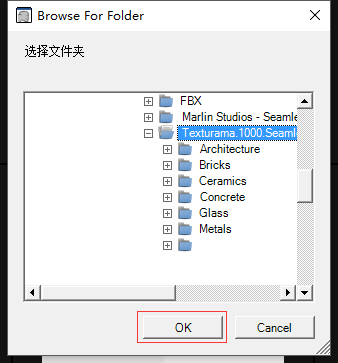 Browse For Folder
选择文件夹
FBX
Marlin Studios - Seamle
Texturama.1000.Seaml
Architecture
Bricks
Ceramics
Concrete
Glass
Metals
OK
Cancel